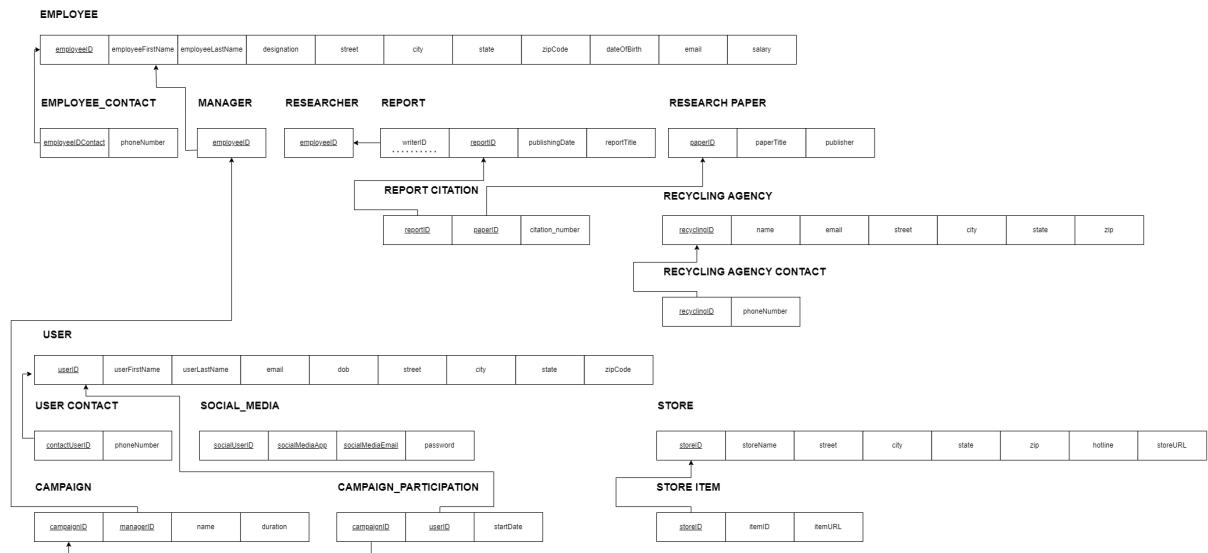 EMPLOYEE
employeeID employeeFirstName employeeLastName designation street city state zipCode dateOfBirth email salary
EMPLOYEE_CONTACT MANAGER RESEARCHER REPORT RESEARCH PAPER
employeeIDContact phoneNumber employeeID employeeID writerID reportID publishingDate reportTitle paperID paperTitle publisher
REPORT CITATION RECYCLING AGENCY
reportID paperID citation_number recyclingID name email street city state zip
RECYCLING AGENCY CONTACT
recyclingID phoneNumber
USER
userID userFirstName userLastName email dob street city state zipCode
USER CONTACT SOCIAL_MEDIA STORE
contactUserID phoneNumber socialUserID socialMediaApp socialMediaEmail password storeID storeName street city state zip hotline storeURL
CAMPAIGN CAMPAIGN_PARTICIPATION STORE ITEM
campaignID managerID name duration campaignID userID startDate storeID itemID itemURL